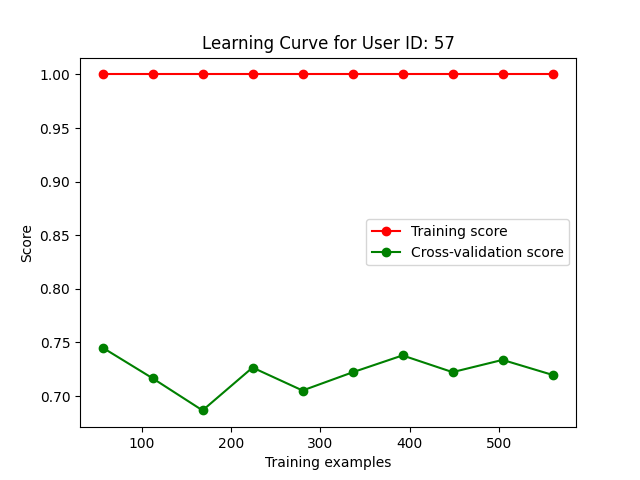 Learning Curve for User ID: 57
1.00
0.95
0.90
0.85
0.80
0.75
0.70
Score
Training score
Cross-validation score
100
200
300
400
500
Training examples